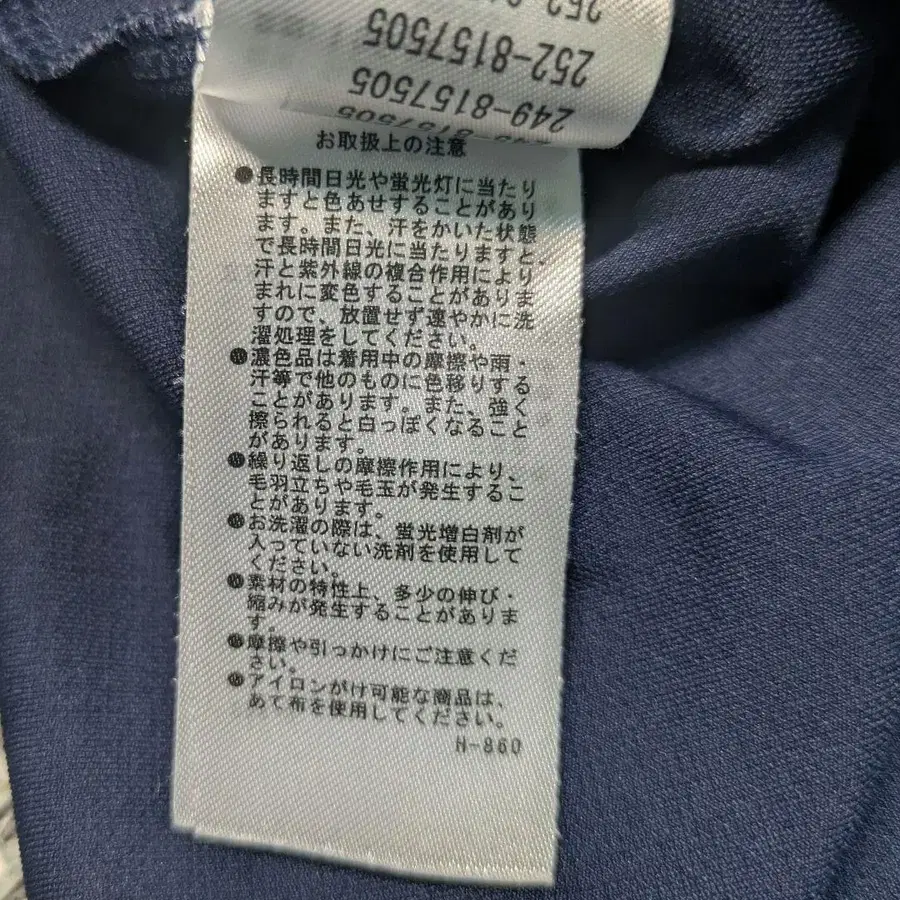 252-8157505
249-8157505
8157505
お取扱上の注意
●長時間日光や蛍光灯に当たり
ますと色あせすることがあり
ます。また、汗をかいた状態
で長時間日光に当たりますと、
汗と紫外線の複合作用により
まれに変色することがありま
すので、放置せず速やかに洗
濯処理をしてください。
●濃色品は着用中の摩擦や雨・
汗等で他のものに色移りする
ことがあります。また、強く
擦られると白っぽくなること
があります。
●繰り返しの摩擦作用により、
毛羽立ちや毛玉が発生するこ
とがあります。
●お洗濯の際は、蛍光増白剤が
入っていない洗剤を使用して
ください。
●素材の特性上、多少の伸び・
縮みが発生することがありま
す。
●摩擦や引っかけにご注意くだ
さい。
●アイロンがけ可能な商品は、
あて布を使用してください。
H-860